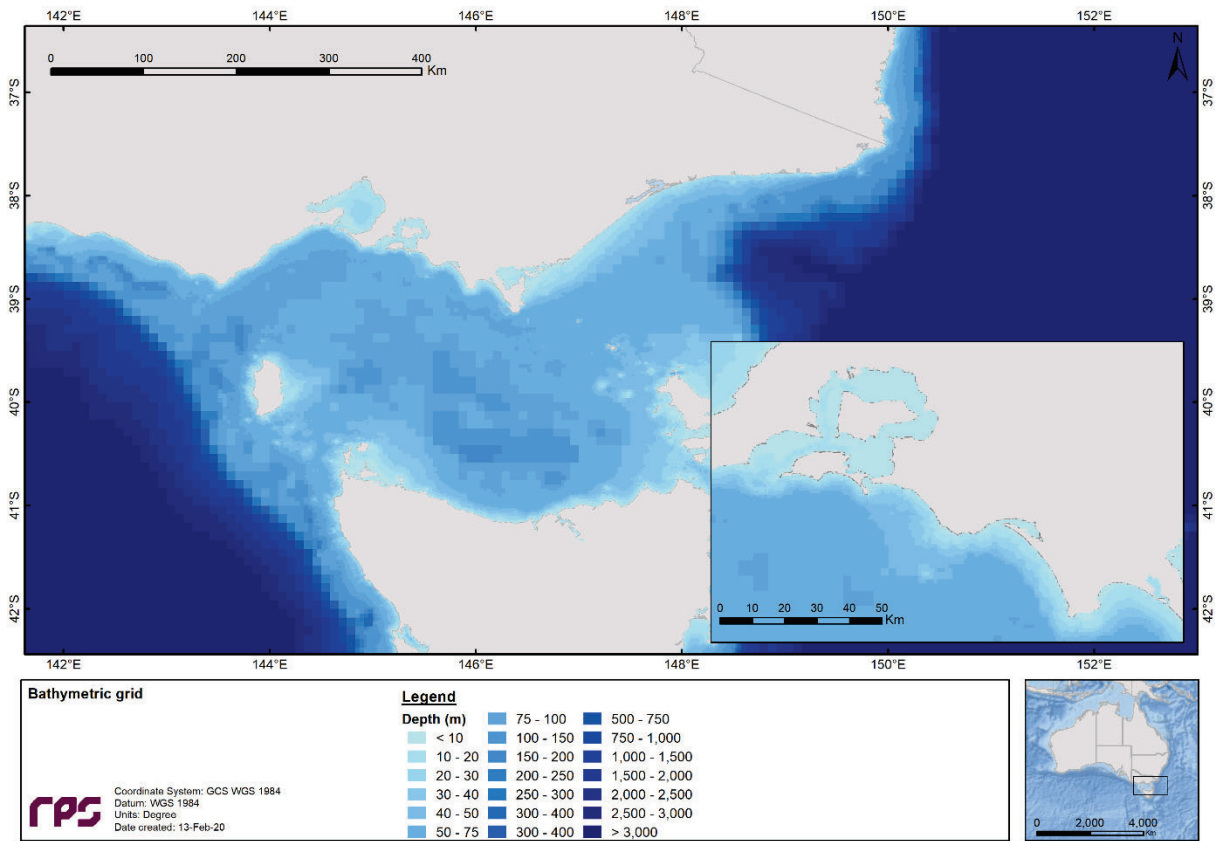 142°E 144°E 146°E 148°E 150°E 152°E
0 100 200 300 400
Km
N
37°S 37°S
38°S 38°S
39°S 39°S
40°S 40°S
41°S 41°S
42°S 42°S
0 10 20 30 40 50
Km
142°E 144°E 146°E 148°E 150°E 152°E
Bathymetric grid
Legend
Depth (m)
< 10
10 - 20
20 - 30
30 - 40
40 - 50
50 - 75
75 - 100
100 - 150
150 - 200
200 - 250
250 - 300
300 - 400
300 - 400
500 - 750
750 - 1,000
1,000 - 1,500
1,500 - 2,000
2,000 - 2,500
2,500 - 3,000
> 3,000
rps
Coordinate System: GCS WGS 1984
Datum: WGS 1984
Units: Degree
Date created: 13-Feb-20
0 2,000 4,000
Km